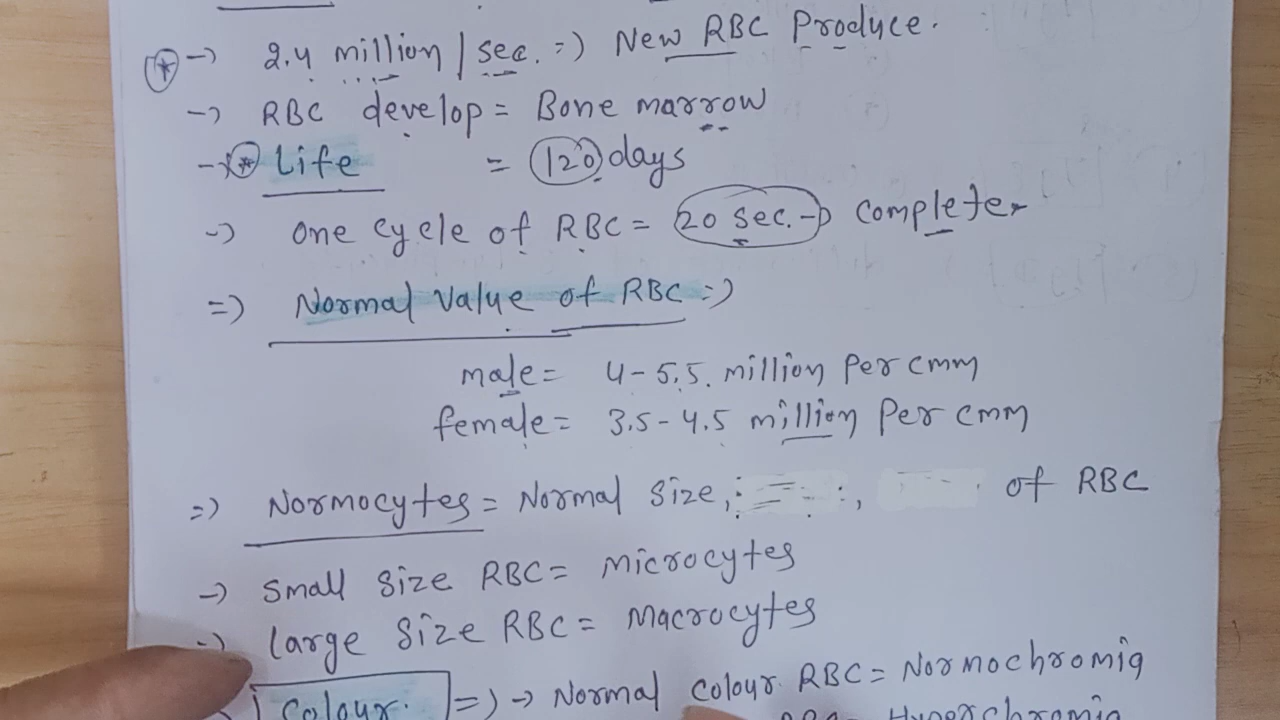 → 2.4 million / sec. ⇒ New RBC Produce.
→ RBC develop = Bone marrow
→ Life = 120 days
→ One cycle of RBC = 20 sec. → Complete
⇒ Normal Value of RBC ⇒
male = 4-5.5. million Per cmm
female = 3.5-4.5 million Per cmm
⇒ Normocytes = Normal Size, , of RBC
→ Small Size RBC = Microcytes
→ Large Size RBC = Macrocytes
Colour. ⇒ → Normal Colour RBC = Normochromia